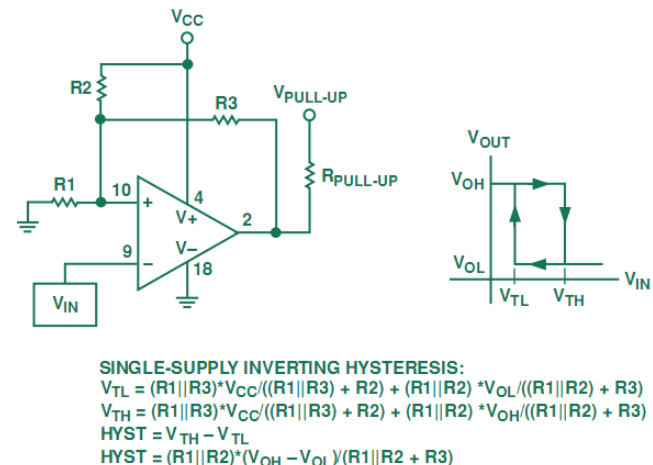 VCC
R2
R3
VPULL-UP
RPULL-UP
R1
10
+
4
V+
2
9
–
V–
18
VIN
VOUT
VOH
VOL
VTL
VTH
VIN
SINGLE-SUPPLY INVERTING HYSTERESIS:
VTL = (R1||R3)*VCC/((R1||R3) + R2) + (R1||R2) *VOL/((R1||R2) + R3)
VTH = (R1||R3)*VCC/((R1||R3) + R2) + (R1||R2) *VOH/((R1||R2) + R3)
HYST = VTH – VTL
HYST = (R1||R2)*(VOH – VOL)/(R1||R2 + R3)